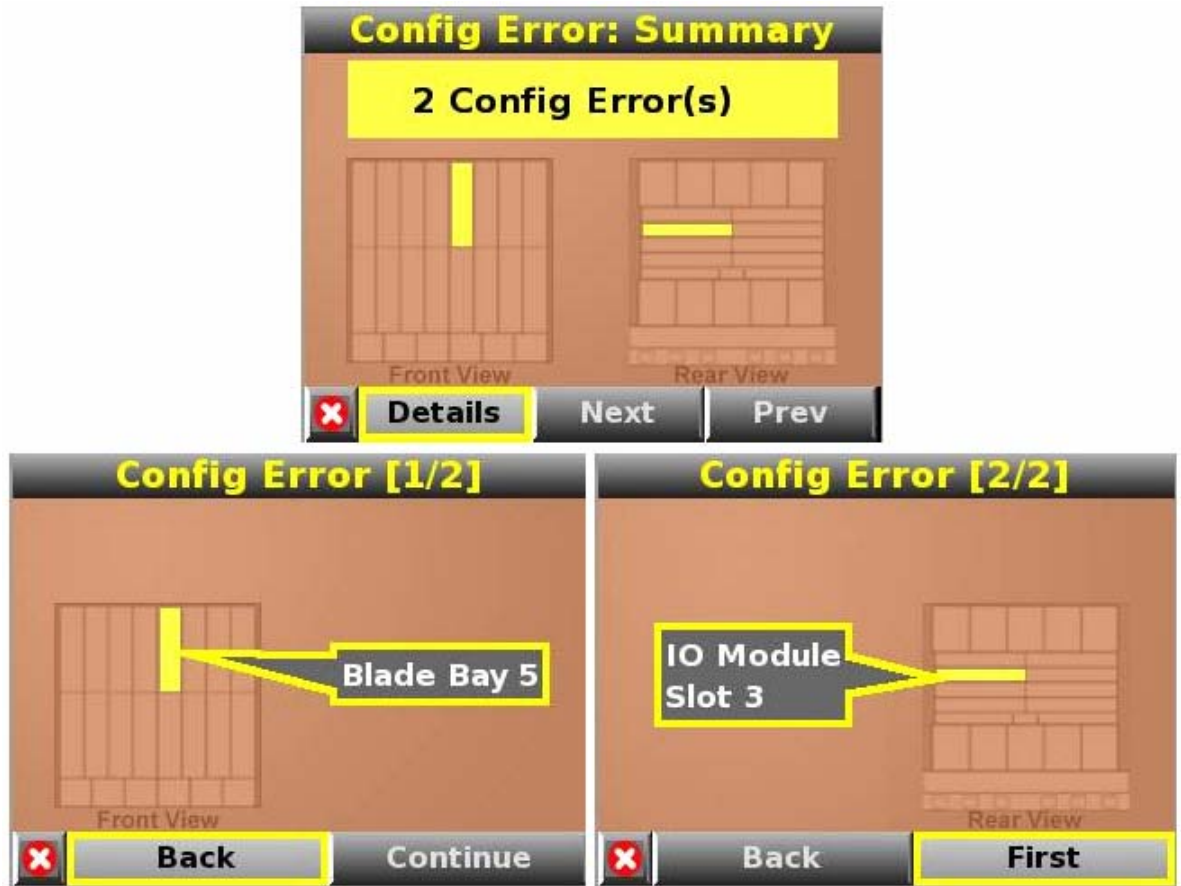 Config Error: Summary
2 Config Error(s)
Front View
Rear View
Details
Next
Prev
Config Error [1/2]
Blade Bay 5
Front View
Back
Continue
Config Error [2/2]
IO Module
Slot 3
Rear View
Back
First